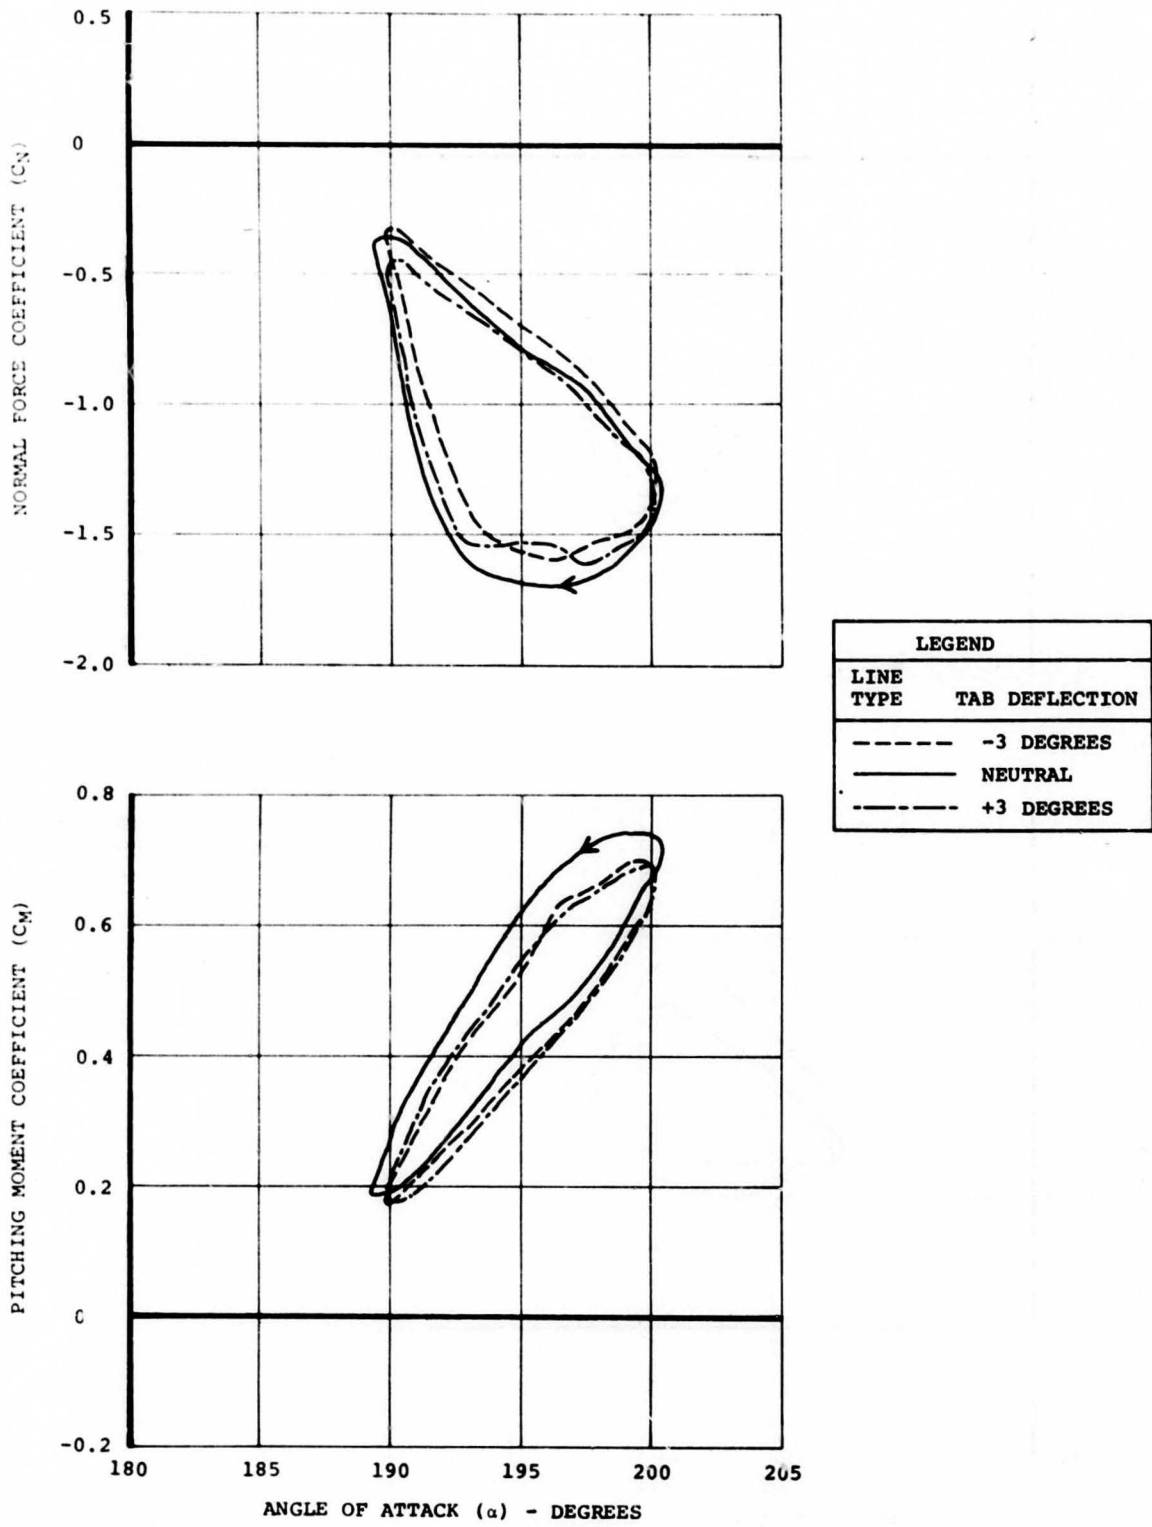 NORMAL FORCE COEFFICIENT (CN)
0.5
0
-0.5
-1.0
-1.5
-2.0
LEGEND
LINE TYPE TAB DEFLECTION
-3 DEGREES
NEUTRAL
+3 DEGREES
PITCHING MOMENT COEFFICIENT (CM)
0.8
0.6
0.4
0.2
0
-0.2
180 185 190 195 200 205
ANGLE OF ATTACK (α) - DEGREES